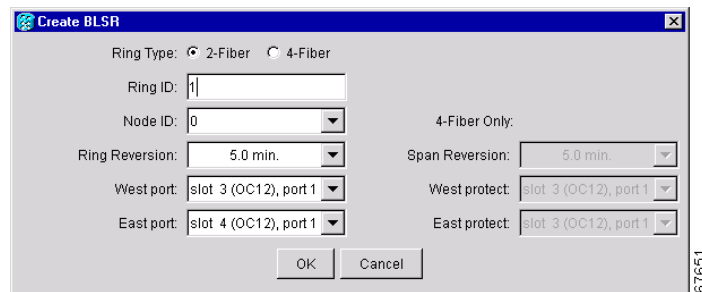 Create BLSR
Ring Type: 2-Fiber 4-Fiber
Ring ID: 1
Node ID: 0 4-Fiber Only:
Ring Reversion: 5.0 min. Span Reversion: 5.0 min.
West port: slot 3 (OC12), port 1 West protect: slot 3 (OC12), port 1
East port: slot 4 (OC12), port 1 East protect: slot 3 (OC12), port 1
OK Cancel
67651